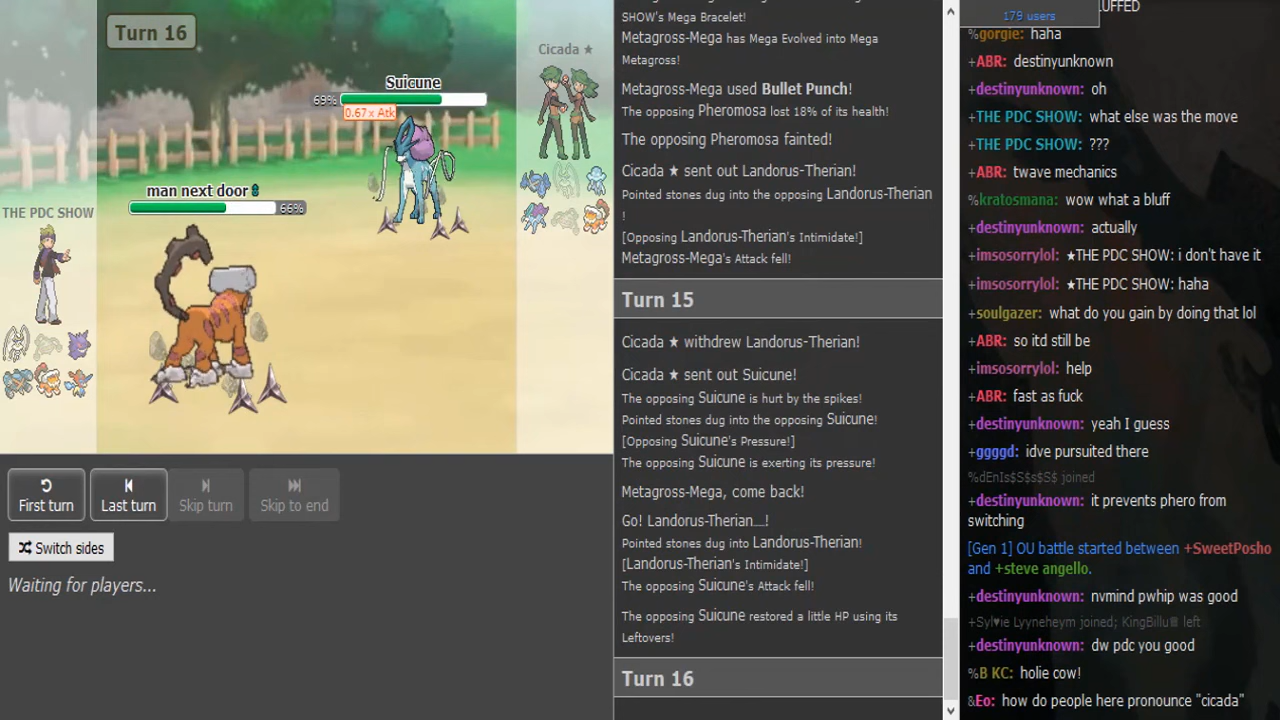 Turn 16
Cicada ★
Suicune
69%
0.67x Atk
man next door
66%
THE PDC SHOW
First turn
Last turn
Skip turn
Skip to end
Switch sides
Waiting for players...
SHOW's Mega Bracelet!
Metagross-Mega has Mega Evolved into Mega
Metagross!
Metagross-Mega used Bullet Punch!
The opposing Pheromosa lost 18% of its health!
The opposing Pheromosa fainted!
Cicada ★ sent out Landorus-Therian!
Pointed stones dug into the opposing Landorus-Therian
!
[Opposing Landorus-Therian's Intimidate!]
Metagross-Mega's Attack fell!
Turn 15
Cicada ★ withdrew Landorus-Therian!
Cicada ★ sent out Suicune!
The opposing Suicune is hurt by the spikes!
Pointed stones dug into the opposing Suicune!
[Opposing Suicune's Pressure!]
The opposing Suicune is exerting its pressure!
Metagross-Mega, come back!
Go! Landorus-Therian....!
Pointed stones dug into Landorus-Therian!
[Landorus-Therian's Intimidate!]
The opposing Suicune's Attack fell!
The opposing Suicune restored a little HP using its
Leftovers!
Turn 16
179 users
LUFFED
%gorgie: haha
+ABR: destinyunknown
+destinyunknown: oh
+THE PDC SHOW: what else was the move
+THE PDC SHOW: ???
+ABR: twave mechanics
%kratosmana: wow what a bluff
+destinyunknown: actually
+imsosorrylol: ★THE PDC SHOW: i don't have it
+imsosorrylol: ★THE PDC SHOW: haha
+soulgazer: what do you gain by doing that lol
+ABR: so itd still be
+imsosorrylol: help
+ABR: fast as fuck
+destinyunknown: yeah I guess
+ggggd: idve pursuited there
%dEnIs$S$s$S$ joined
+destinyunknown: it prevents phero from
switching
[Gen 1] OU battle started between +SweetPosho
and +steve angello.
+destinyunknown: nvmind pwhip was good
+Syl♥ie Lyyneheym joined; KingBillu♕ left
+destinyunknown: dw pdc you good
%B KC: holie cow!
&Eo: how do people here pronounce "cicada"